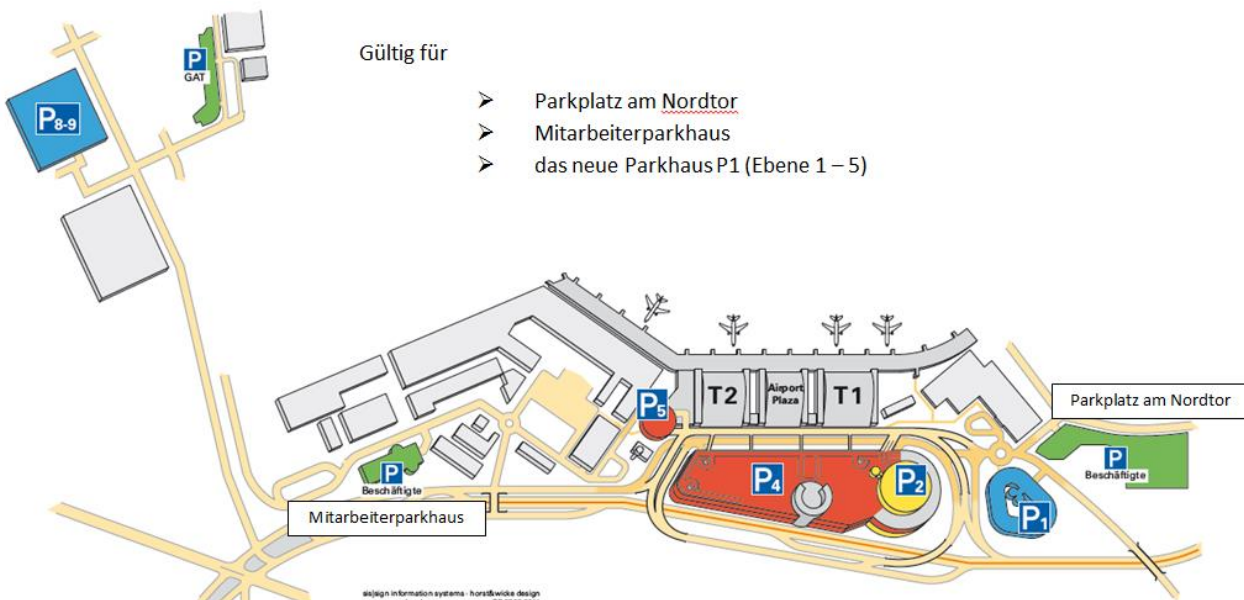 Gültig für
➤ Parkplatz am Nordtor
➤ Mitarbeiterparkhaus
➤ das neue Parkhaus P1 (Ebene 1 – 5)
P
GAT
P8-9
T2
Airport
Plaza
T1
P5
Parkplatz am Nordtor
P
Beschäftigte
P4
P2
P
Beschäftigte
P1
Mitarbeiterparkhaus
sis|sign information systems - horst&wicke design